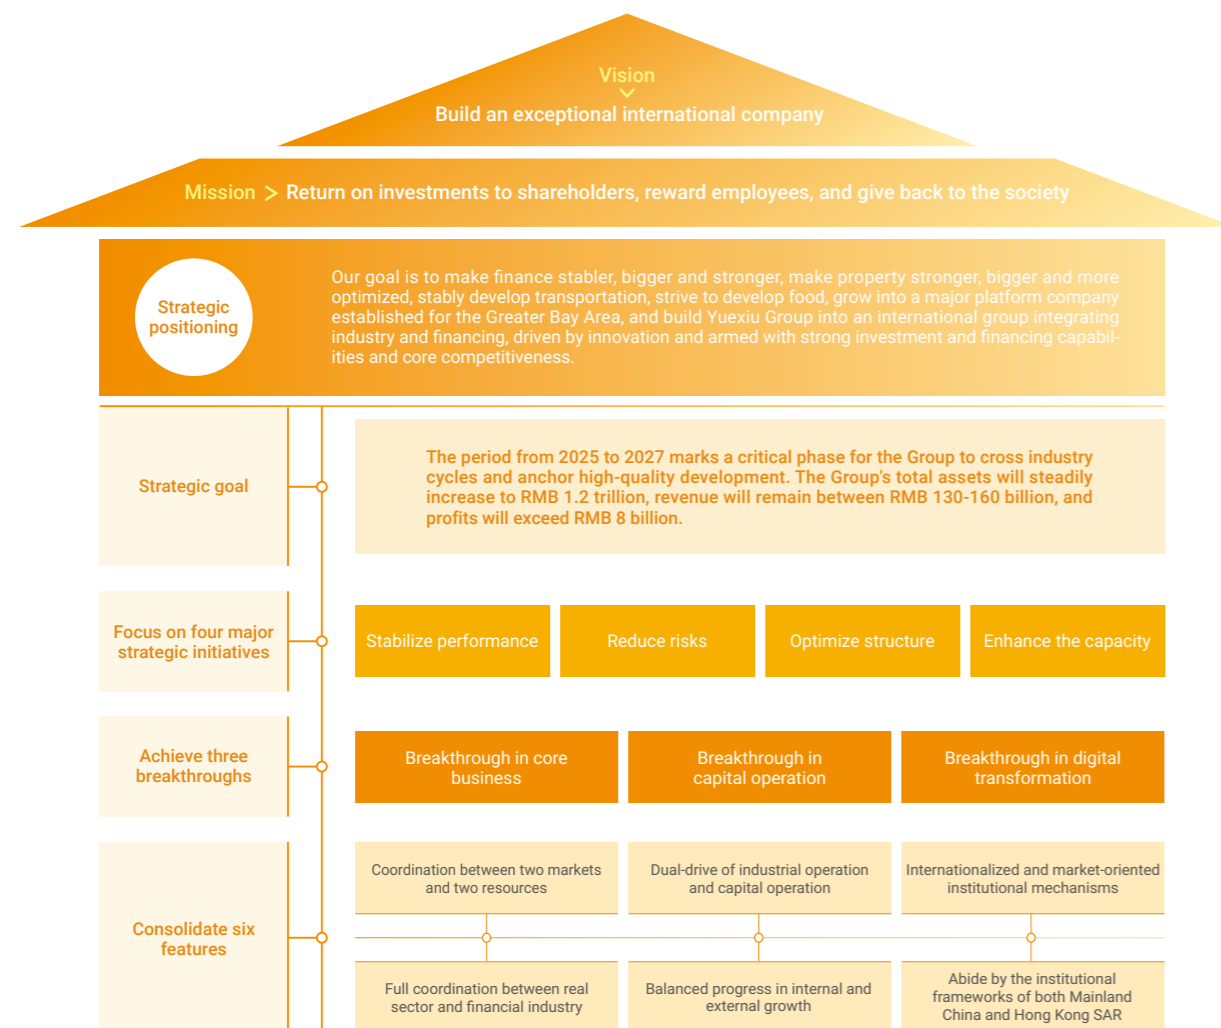 Vision
Build an exceptional international company
Mission > Return on investments to shareholders, reward employees, and give back to the society
Strategic
positioning
Our goal is to make finance stabler, bigger and stronger, make property stronger, bigger and more
optimized, stably develop transportation, strive to develop food, grow into a major platform company
established for the Greater Bay Area, and build Yuexiu Group into an international group integrating
industry and financing, driven by innovation and armed with strong investment and financing capabil-
ities and core competitiveness.
Strategic goal
The period from 2025 to 2027 marks a critical phase for the Group to cross industry
cycles and anchor high-quality development. The Group's total assets will steadily
increase to RMB 1.2 trillion, revenue will remain between RMB 130-160 billion, and
profits will exceed RMB 8 billion.
Focus on four major
strategic initiatives
Stabilize performance
Reduce risks
Optimize structure
Enhance the capacity
Achieve three
breakthroughs
Breakthrough in core
business
Breakthrough in
capital operation
Breakthrough in digital
transformation
Consolidate six
features
Coordination between two markets
and two resources
Dual-drive of industrial operation
and capital operation
Internationalized and market-oriented
institutional mechanisms
Full coordination between real
sector and financial industry
Balanced progress in internal and
external growth
Abide by the institutional
frameworks of both Mainland
China and Hong Kong SAR